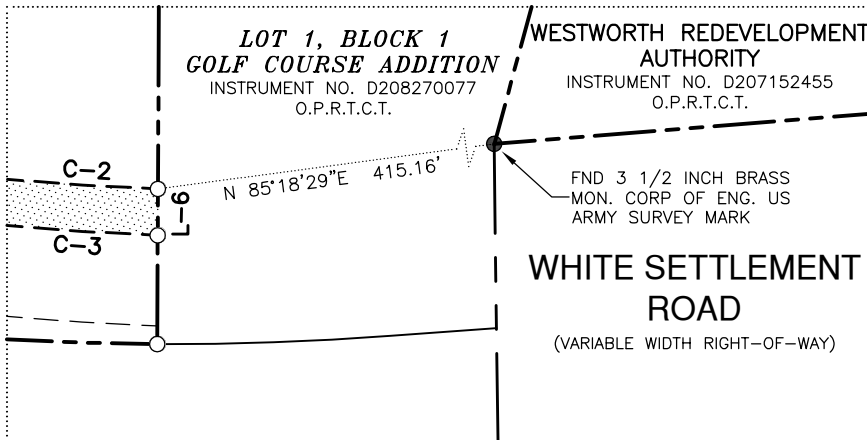 LOT 1, BLOCK 1
GOLF COURSE ADDITION
INSTRUMENT NO. D208270077
O.P.R.T.C.T.
WESTWORTH REDEVELOPMENT
AUTHORITY
INSTRUMENT NO. D207152455
O.P.R.T.C.T.
C-2
L-6
C-3
N 85°18'29"E 415.16'
FND 3 1/2 INCH BRASS
MON. CORP OF ENG. US
ARMY SURVEY MARK
WHITE SETTLEMENT
ROAD
(VARIABLE WIDTH RIGHT-OF-WAY)